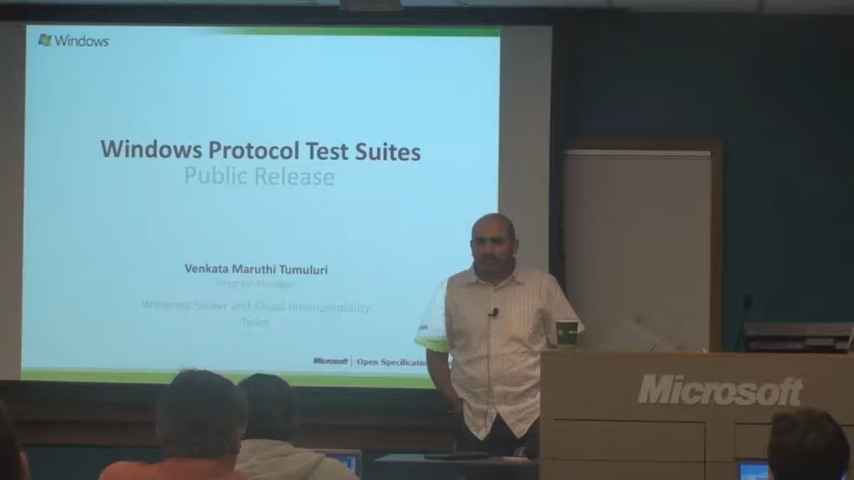 Windows
Windows Protocol Test Suites
Public Release
Venkata Maruthi Tumuluri
Program Manager
Windows Server and Cloud Interoperability
Team
Microsoft | Open Specification
Microsoft